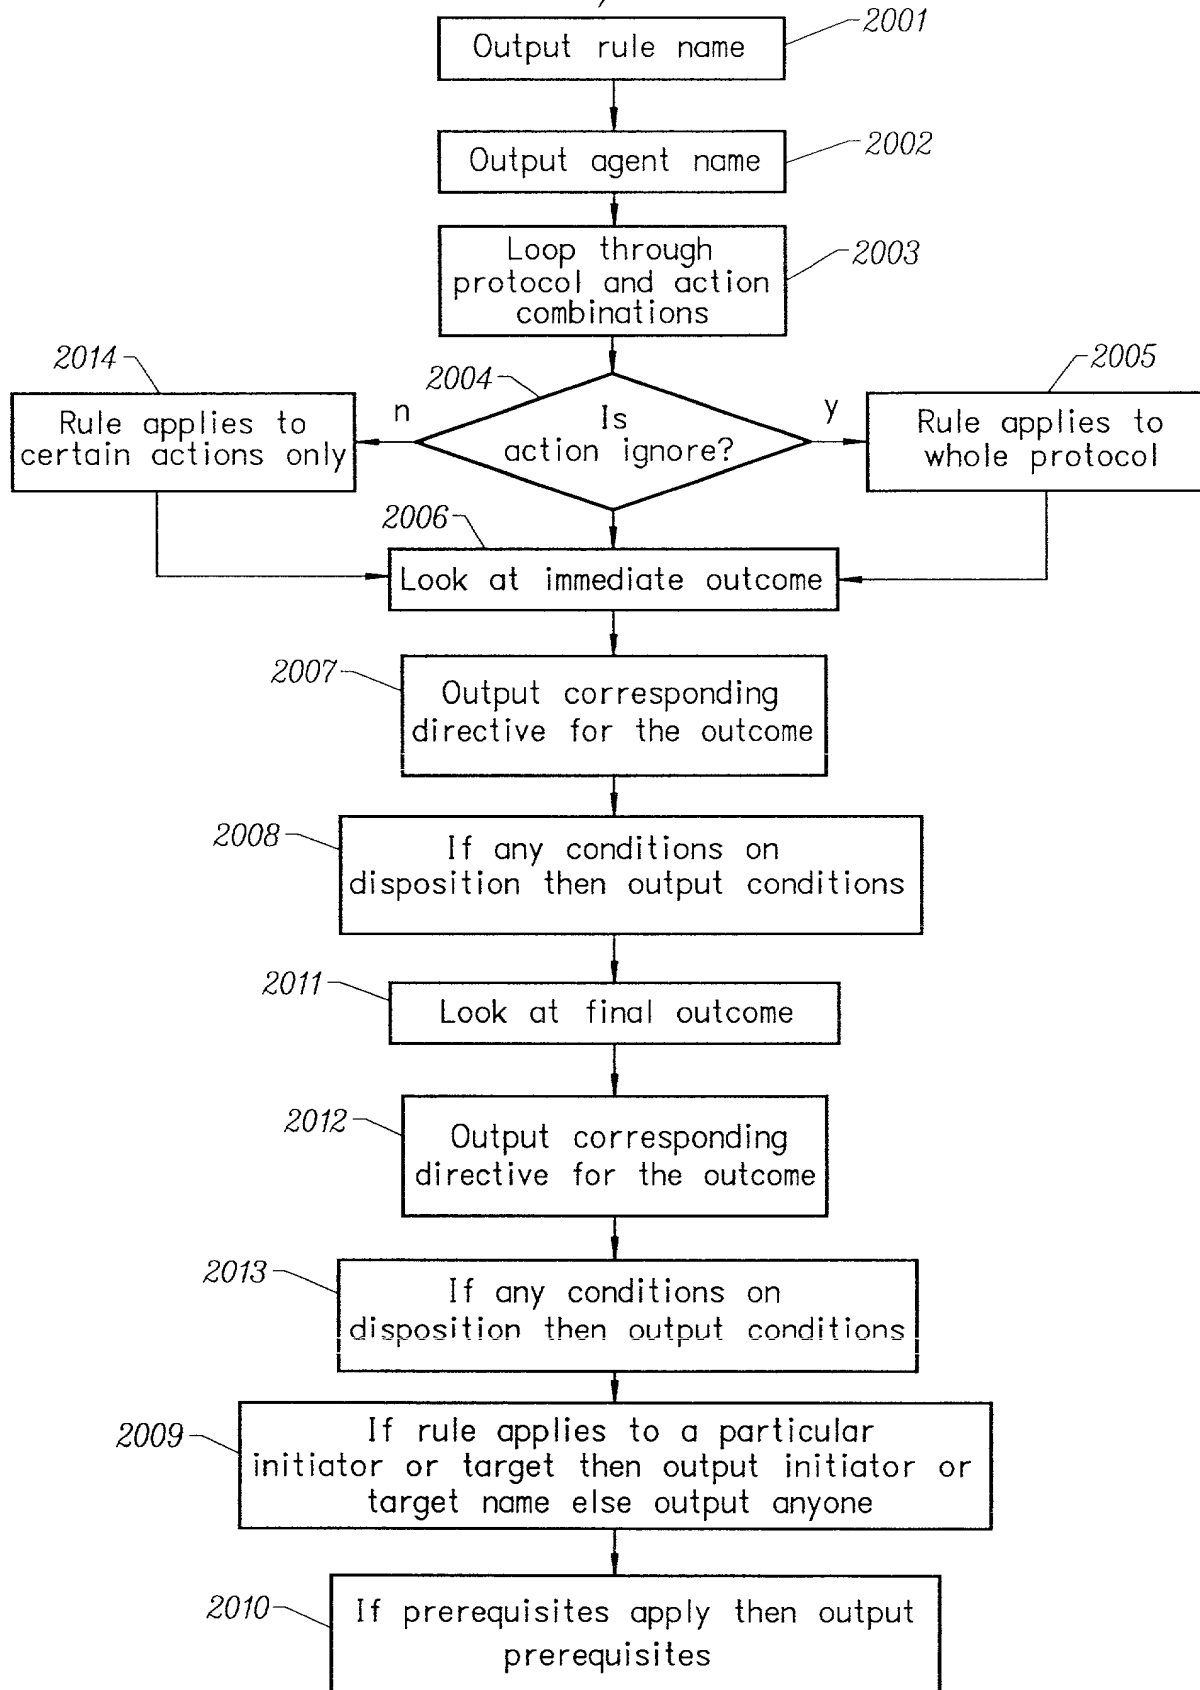 2001
Output rule name
2002
Output agent name
2003
Loop through
protocol and action
combinations
2014
2004
2005
n
y
Rule applies to
certain actions only
Is
action ignore?
Rule applies to
whole protocol
2006
Look at immediate outcome
2007
Output corresponding
directive for the outcome
2008
If any conditions on
disposition then output conditions
2011
Look at final outcome
2012
Output corresponding
directive for the outcome
2013
If any conditions on
disposition then output conditions
2009
If rule applies to a particular
initiator or target then output initiator or
target name else output anyone
2010
If prerequisites apply then output
prerequisites